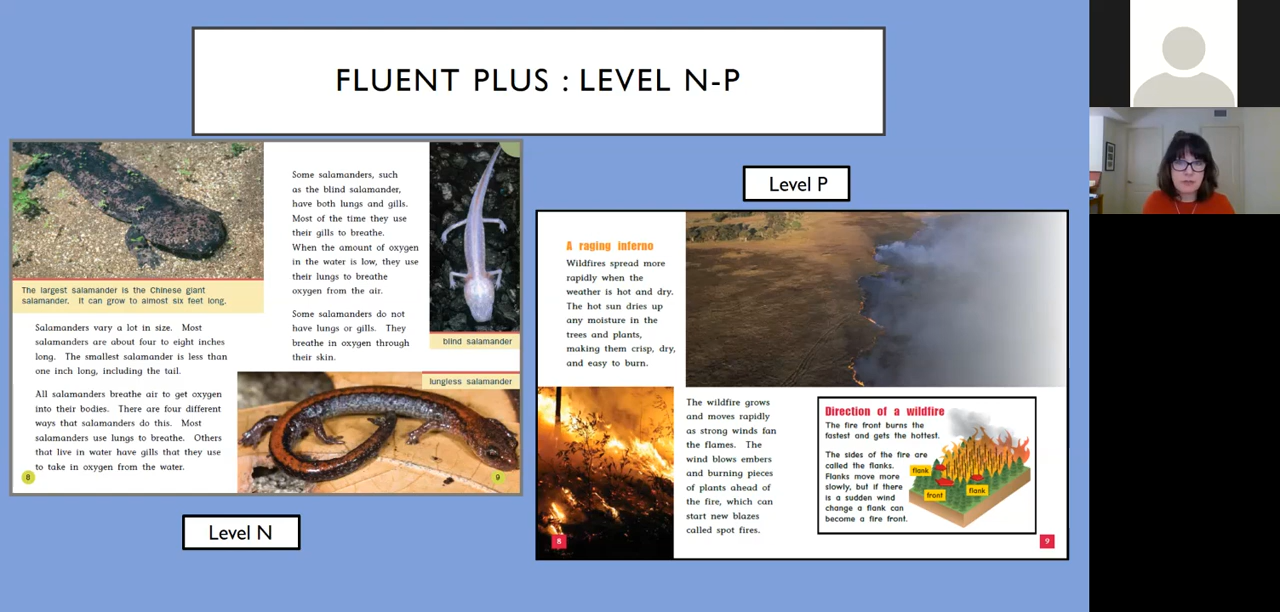 FLUENT PLUS : LEVEL N-P
The largest salamander is the Chinese giant
salamander. It can grow to almost six feet long.
Salamanders vary a lot in size. Most
salamanders are about four to eight inches
long. The smallest salamander is less than
one inch long, including the tail.
All salamanders breathe air to get oxygen
into their bodies. There are four different
ways that salamanders do this. Most
salamanders use lungs to breathe. Others
that live in water have gills that they use
to take in oxygen from the water.
8
Some salamanders, such
as the blind salamander,
have both lungs and gills.
Most of the time they use
their gills to breathe.
When the amount of oxygen
in the water is low, they use
their lungs to breathe
oxygen from the air.
Some salamanders do not
have lungs or gills. They
breathe in oxygen through
their skin.
blind salamander
lungless salamander
9
Level N
Level P
A raging inferno
Wildfires spread more
rapidly when the
weather is hot and dry.
The hot sun dries up
any moisture in the
trees and plants,
making them crisp, dry,
and easy to burn.
The wildfire grows
and moves rapidly
as strong winds fan
the flames. The
wind blows embers
and burning pieces
of plants ahead of
the fire, which can
start new blazes
called spot fires.
8
Direction of a wildfire
The fire front burns the
fastest and gets the hottest.
The sides of the fire are
called the flanks.
Flanks move more
slowly, but if there
is a sudden wind
change a flank can
become a fire front.
flank
front
flank
9